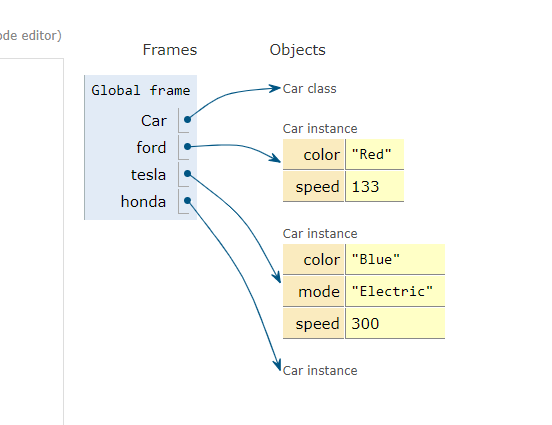 ode editor)
Frames
Objects
Global frame
Car
ford
tesla
honda
Car class
Car instance
color "Red"
speed 133
Car instance
color "Blue"
mode "Electric"
speed 300
Car instance